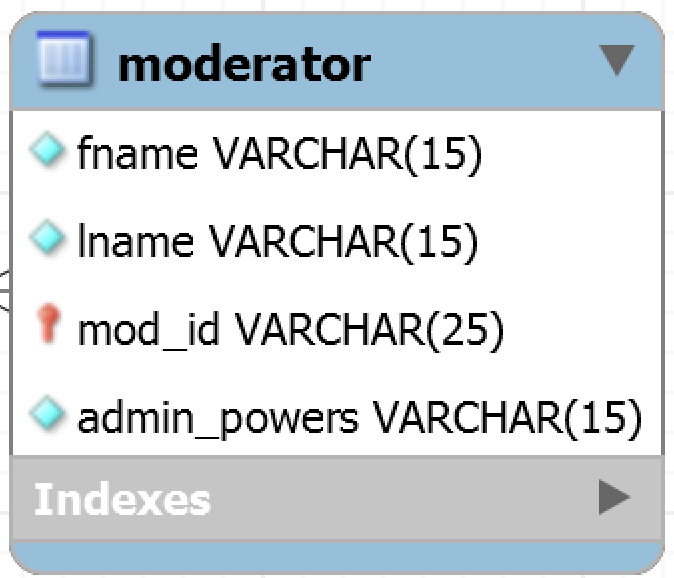 moderator
fname VARCHAR(15)
lname VARCHAR(15)
mod_id VARCHAR(25)
admin_powers VARCHAR(15)
Indexes